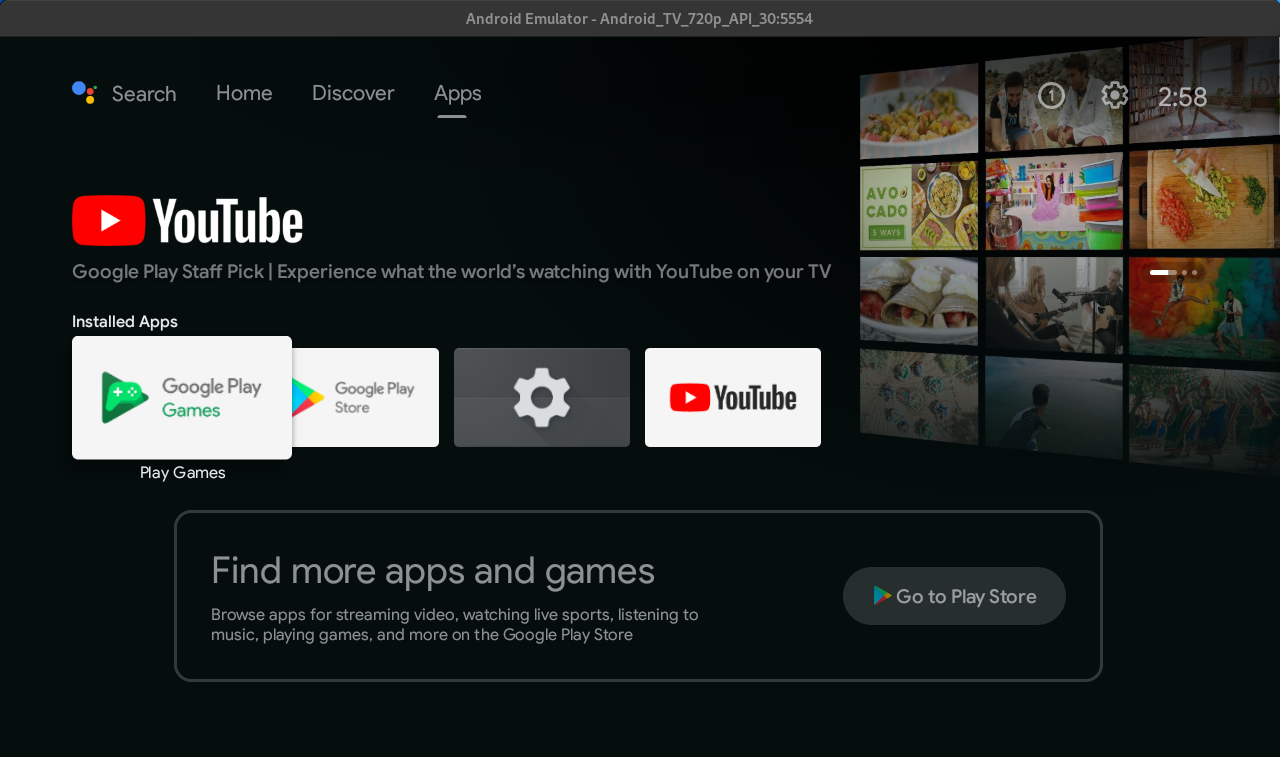 Android Emulator - Android_TV_720p_API_30:5554
Search
Home
Discover
Apps
1
2:58
YouTube
Google Play Staff Pick | Experience what the world's watching with YouTube on your TV
AVOCADO
5 WAYS
Installed Apps
Google Play
Games
Google Play
Store
YouTube
Play Games
Find more apps and games
Browse apps for streaming video, watching live sports, listening to
music, playing games, and more on the Google Play Store
Go to Play Store